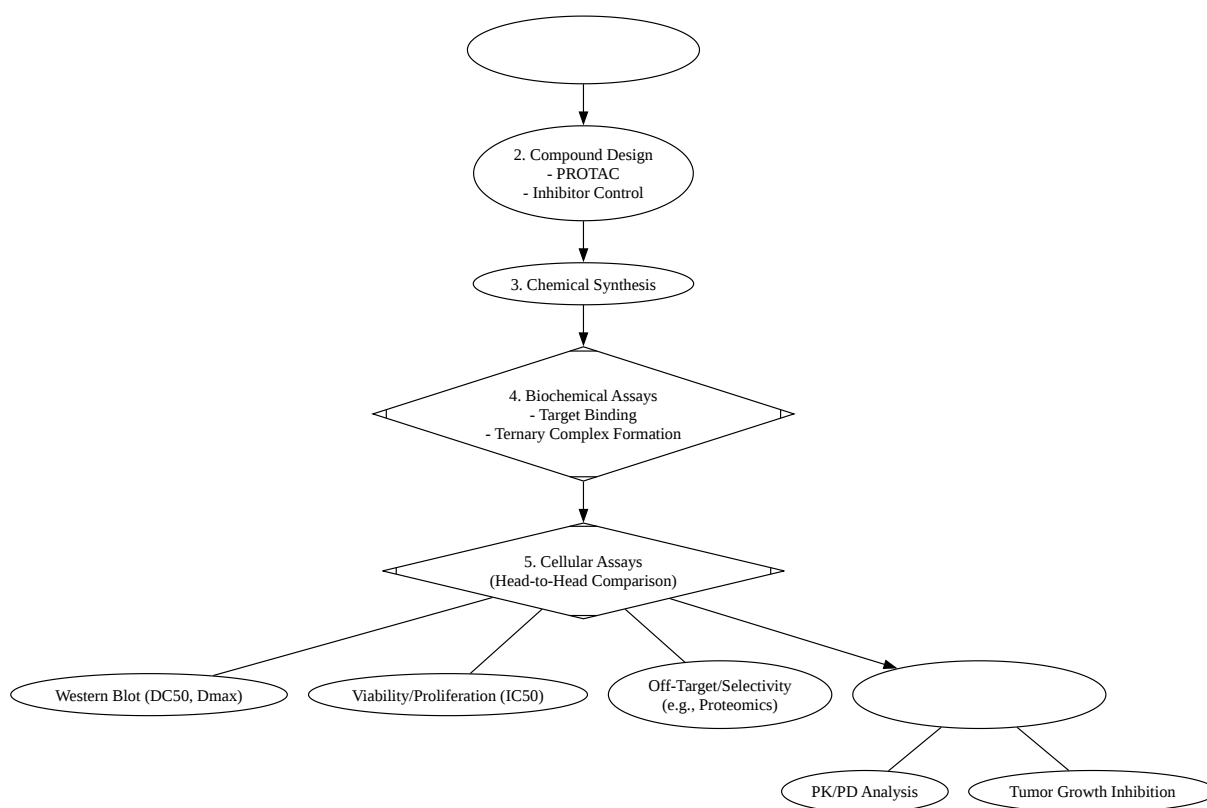 2. Compound Design
- PROTAC
- Inhibitor Control
3. Chemical Synthesis
4. Biochemical Assays
- Target Binding
- Ternary Complex Formation
5. Cellular Assays
(Head-to-Head Comparison)
Western Blot (DC50, Dmax)
Viability/Proliferation (IC50)
Off-Target/Selectivity
(e.g., Proteomics)
PK/PD Analysis
Tumor Growth Inhibition